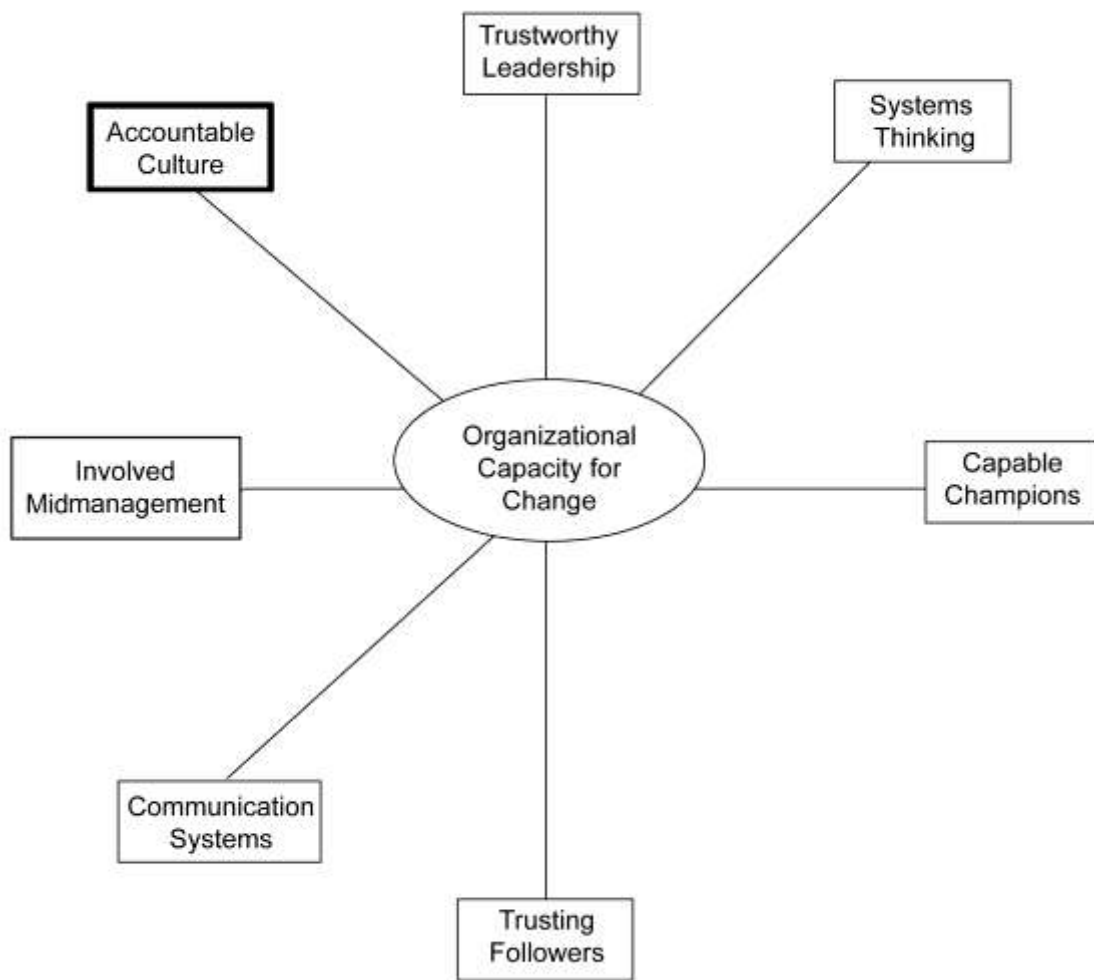 Trustworthy
Leadership
Systems
Thinking
Accountable
Culture
Organizational
Capacity for
Change
Involved
Midmanagement
Capable
Champions
Communication
Systems
Trusting
Followers